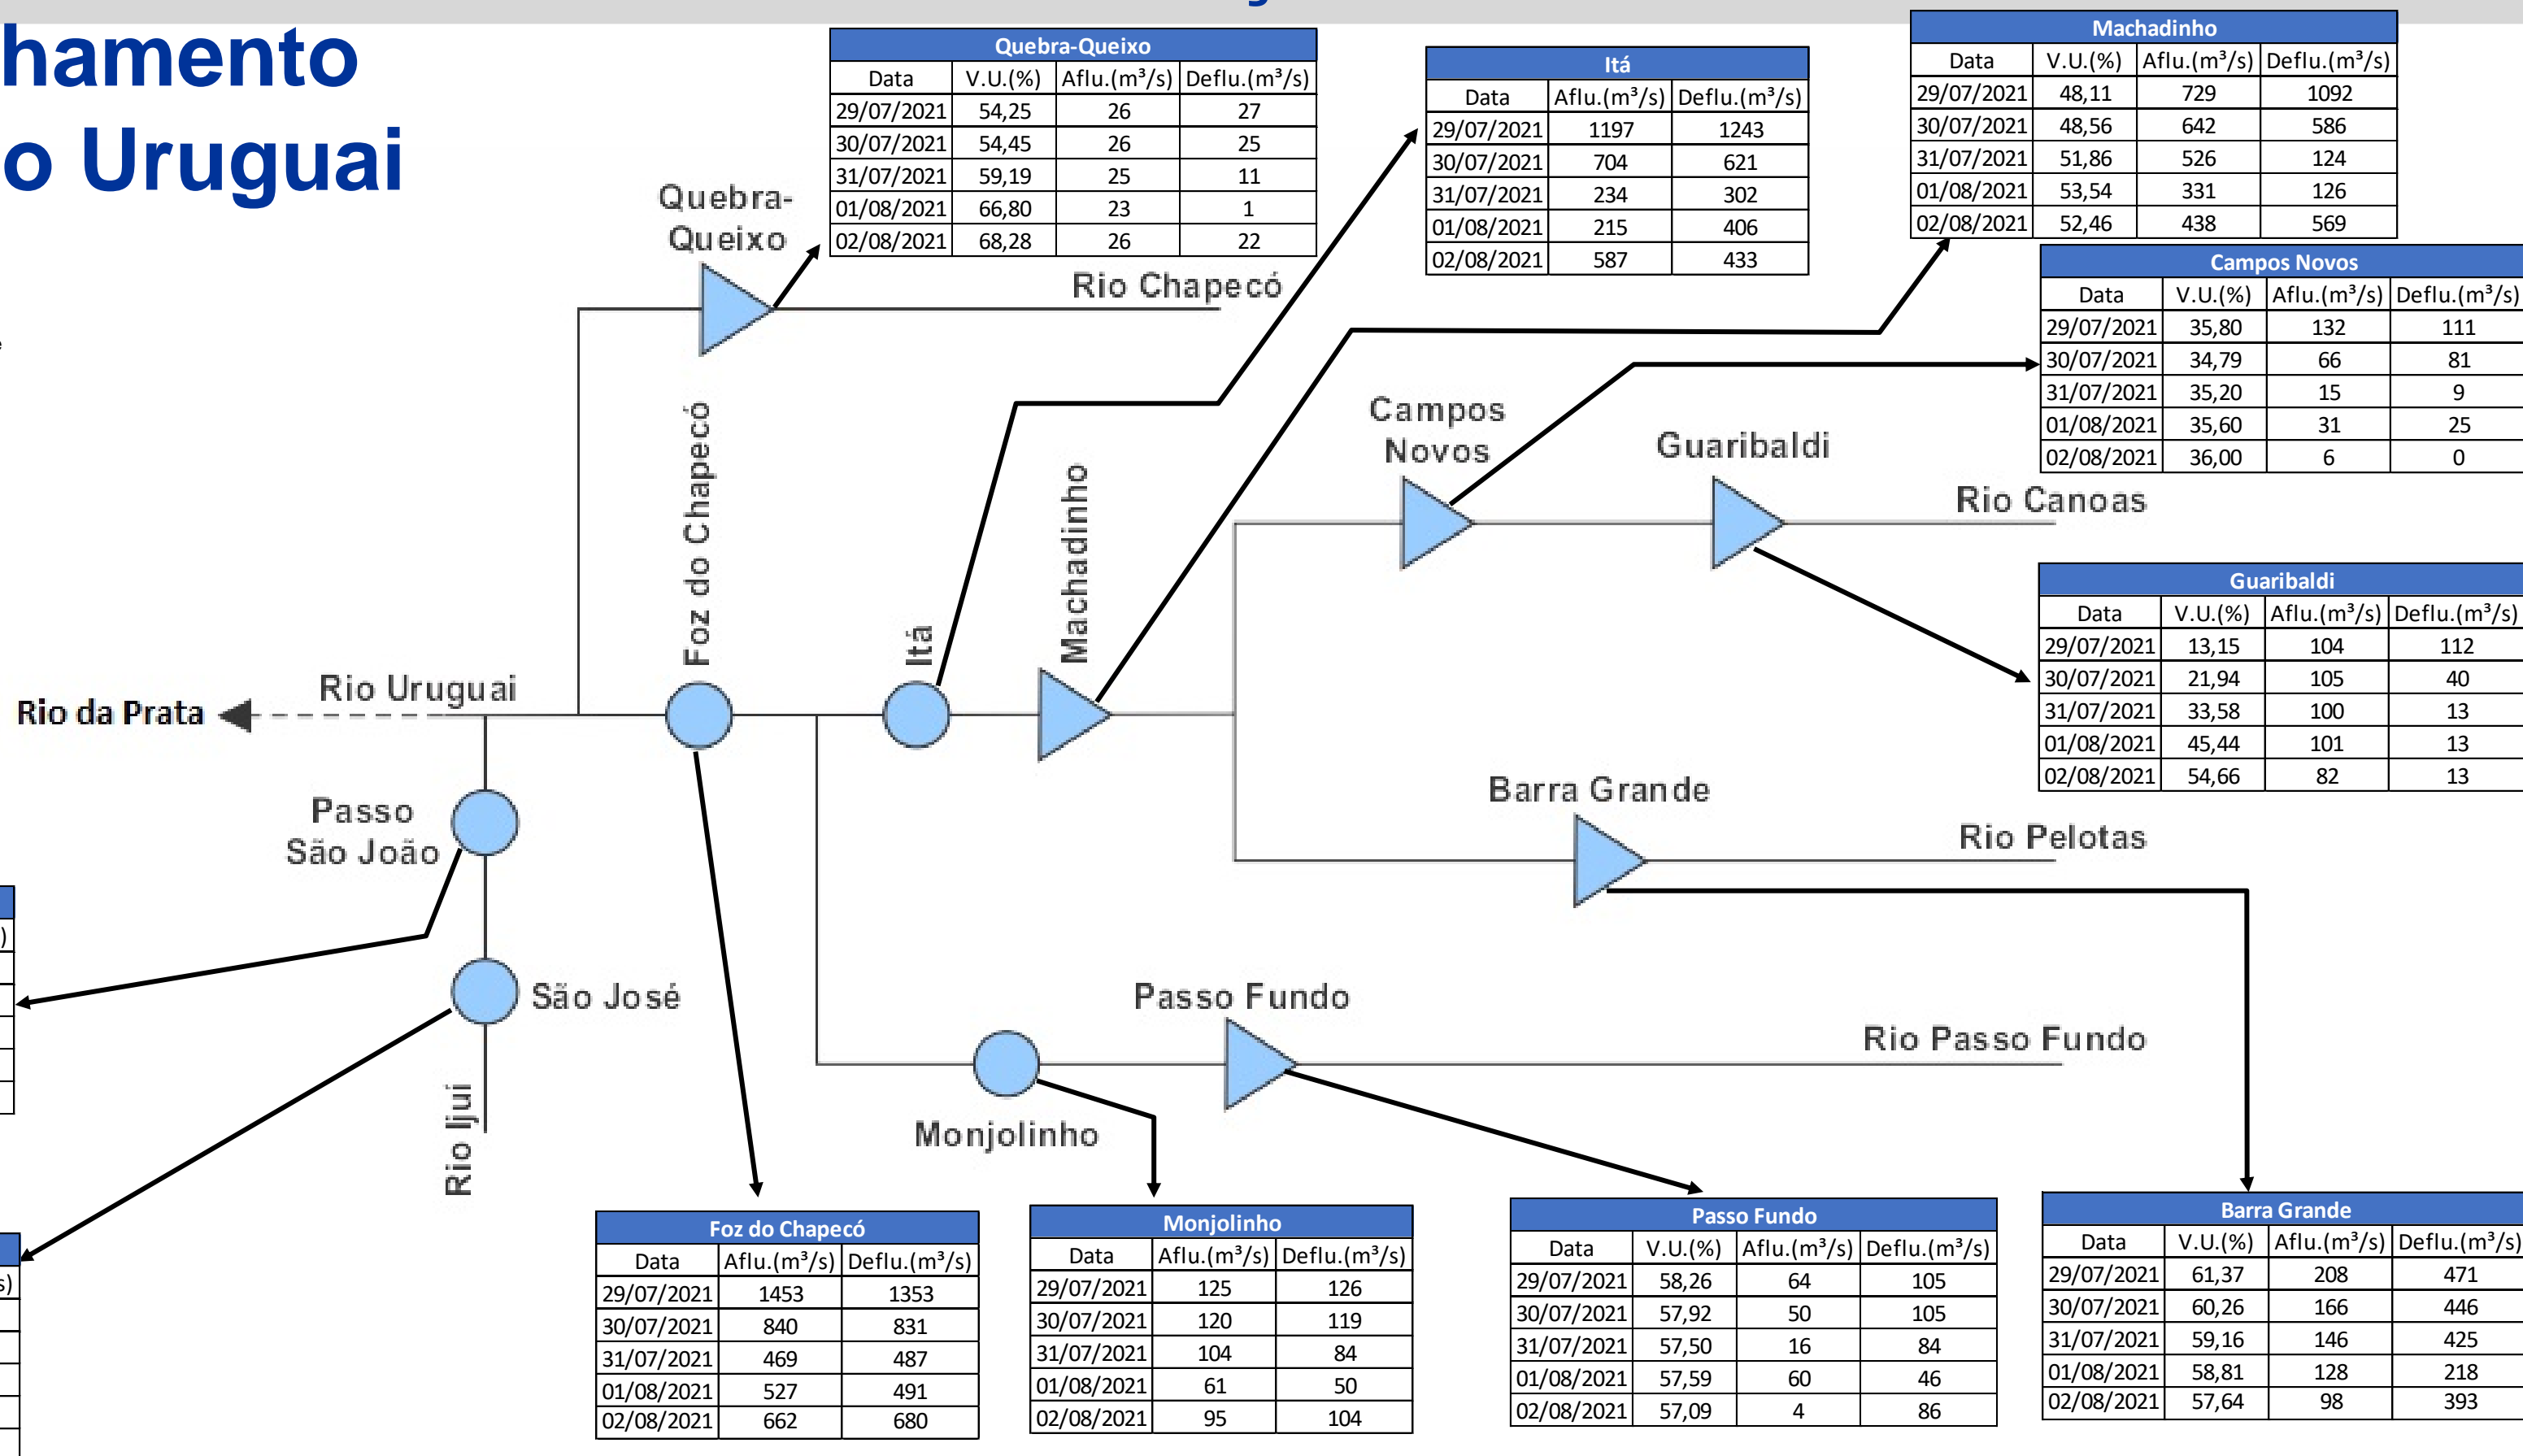 hamento
o Uruguai
Quebra-Queixo
Data V.U.(%) Aflu.(m³/s) Deflu.(m³/s)
29/07/2021 54,25 26 27
30/07/2021 54,45 26 25
31/07/2021 59,19 25 11
01/08/2021 66,80 23 1
02/08/2021 68,28 26 22
Itá
Data Aflu.(m³/s) Deflu.(m³/s)
29/07/2021 1197 1243
30/07/2021 704 621
31/07/2021 234 302
01/08/2021 215 406
02/08/2021 587 433
Machadinho
Data V.U.(%) Aflu.(m³/s) Deflu.(m³/s)
29/07/2021 48,11 729 1092
30/07/2021 48,56 642 586
31/07/2021 51,86 526 124
01/08/2021 53,54 331 126
02/08/2021 52,46 438 569
Campos Novos
Data V.U.(%) Aflu.(m³/s) Deflu.(m³/s)
29/07/2021 35,80 132 111
30/07/2021 34,79 66 81
31/07/2021 35,20 15 9
01/08/2021 35,60 31 25
02/08/2021 36,00 6 0
Quebra-
Queixo
Rio Chapecó
Foz do Chapecó
Itá
Machadinho
Campos
Novos
Guaribaldi
Rio Canoas
Guaribaldi
Data V.U.(%) Aflu.(m³/s) Deflu.(m³/s)
29/07/2021 13,15 104 112
30/07/2021 21,94 105 40
31/07/2021 33,58 100 13
01/08/2021 45,44 101 13
02/08/2021 54,66 82 13
Rio da Prata
Rio Uruguai
Passo
São João
Barra Grande
Rio Pelotas
São José
Passo Fundo
Rio Passo Fundo
Monjolinho
Rio Ijuí
Foz do Chapecó
Data Aflu.(m³/s) Deflu.(m³/s)
29/07/2021 1453 1353
30/07/2021 840 831
31/07/2021 469 487
01/08/2021 527 491
02/08/2021 662 680
Monjolinho
Data Aflu.(m³/s) Deflu.(m³/s)
29/07/2021 125 126
30/07/2021 120 119
31/07/2021 104 84
01/08/2021 61 50
02/08/2021 95 104
Passo Fundo
Data V.U.(%) Aflu.(m³/s) Deflu.(m³/s)
29/07/2021 58,26 64 105
30/07/2021 57,92 50 105
31/07/2021 57,50 16 84
01/08/2021 57,59 60 46
02/08/2021 57,09 4 86
Barra Grande
Data V.U.(%) Aflu.(m³/s) Deflu.(m³/s)
29/07/2021 61,37 208 471
30/07/2021 60,26 166 446
31/07/2021 59,16 146 425
01/08/2021 58,81 128 218
02/08/2021 57,64 98 393